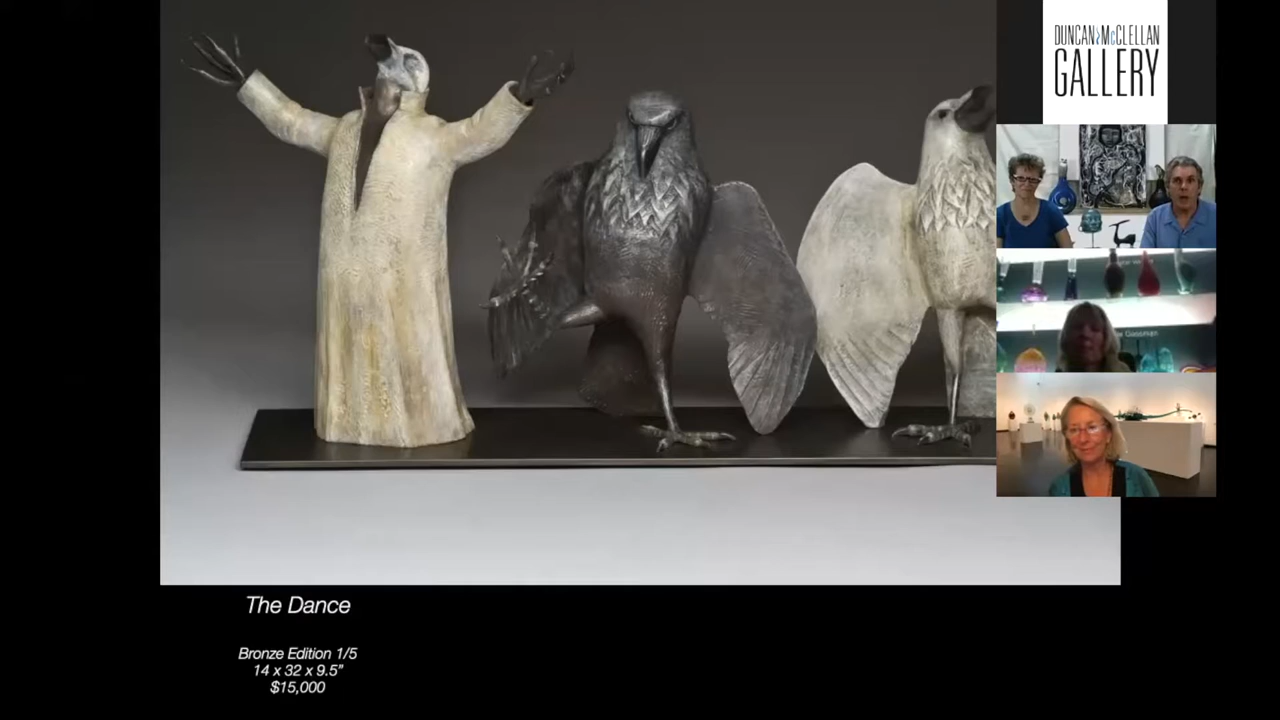 DUNCAN McCLELLAN
GALLERY
The Dance
Bronze Edition 1/5
14 x 32 x 9.5”
$15,000